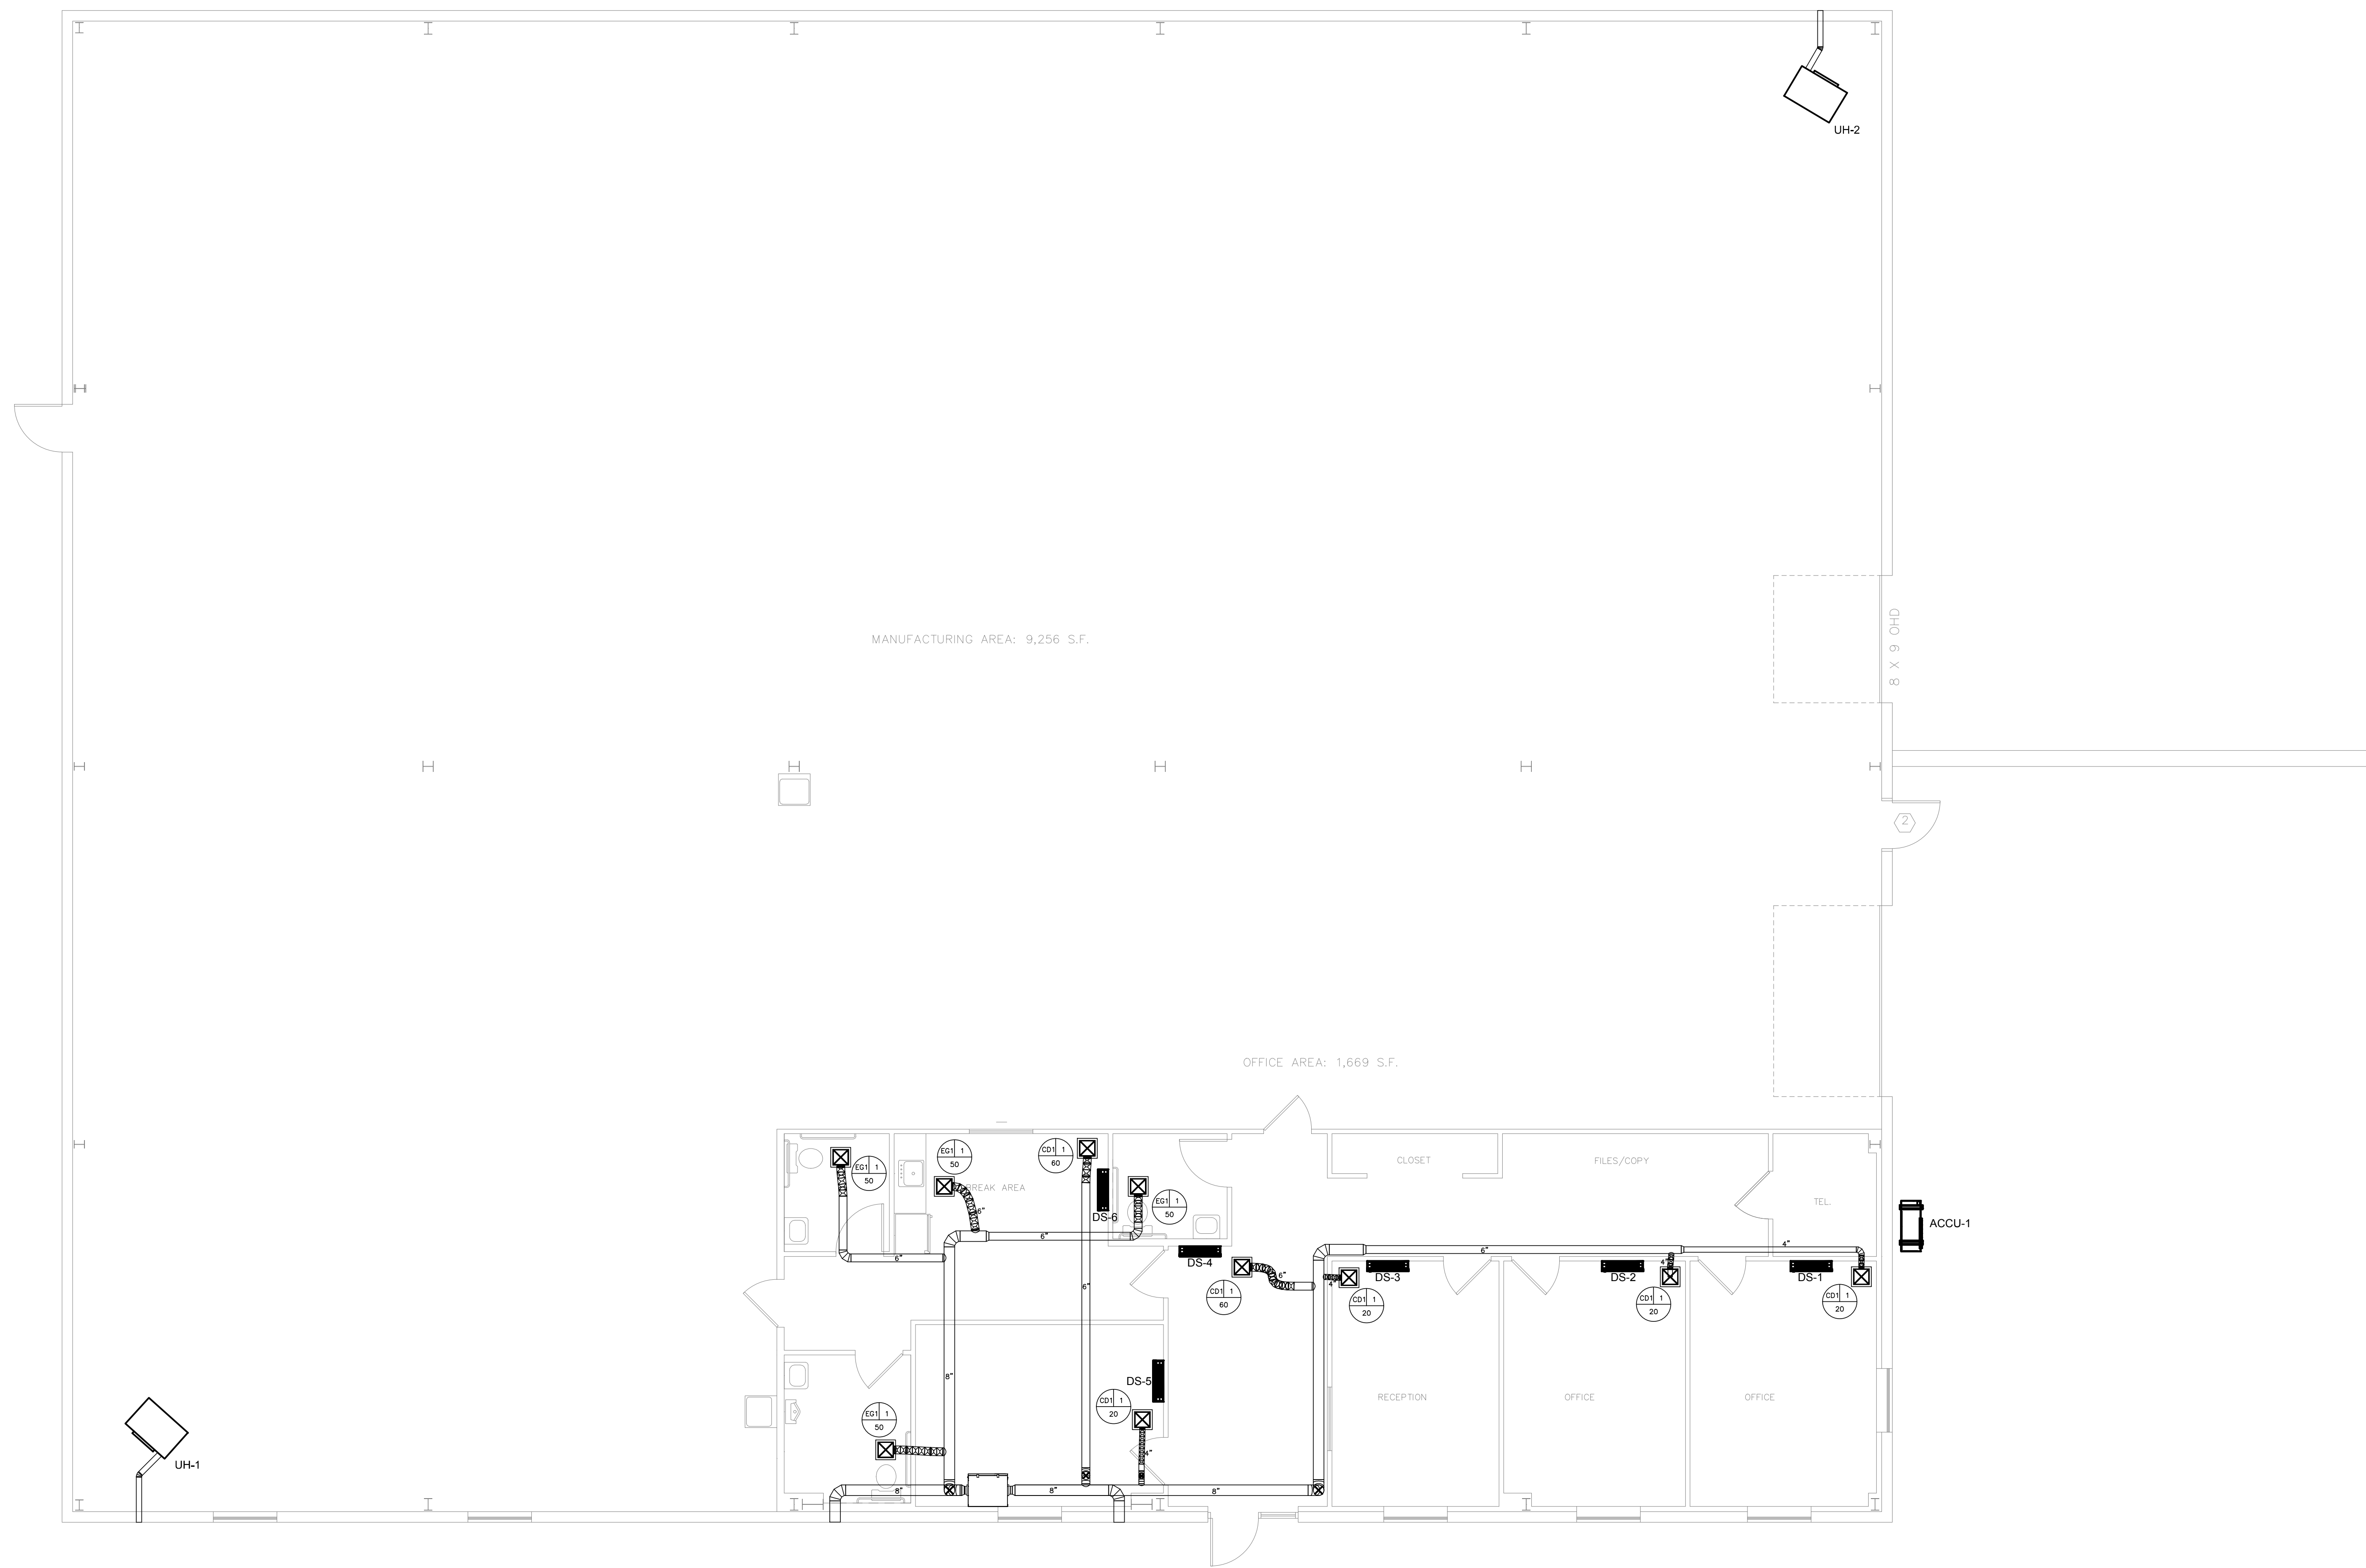 UH-2
MANUFACTURING AREA: 9,256 S.F.
8 X 9 OHD
2
OFFICE AREA: 1,669 S.F.
EG1 1
50
EG1 1
50
CD1 1
60
BREAK AREA
DS-6
EG1 1
50
CLOSET
FILES/COPY
TEL.
ACCU-1
6"
6"
6"
6"
DS-4
CD1 1
60
6"
4"
DS-3
CD1 1
20
6"
4"
DS-2
CD1 1
20
4"
DS-1
CD1 1
20
8"
DS-5
CD1 1
20
4"
RECEPTION
OFFICE
OFFICE
EG1 1
50
UH-1
8"
8"
8"